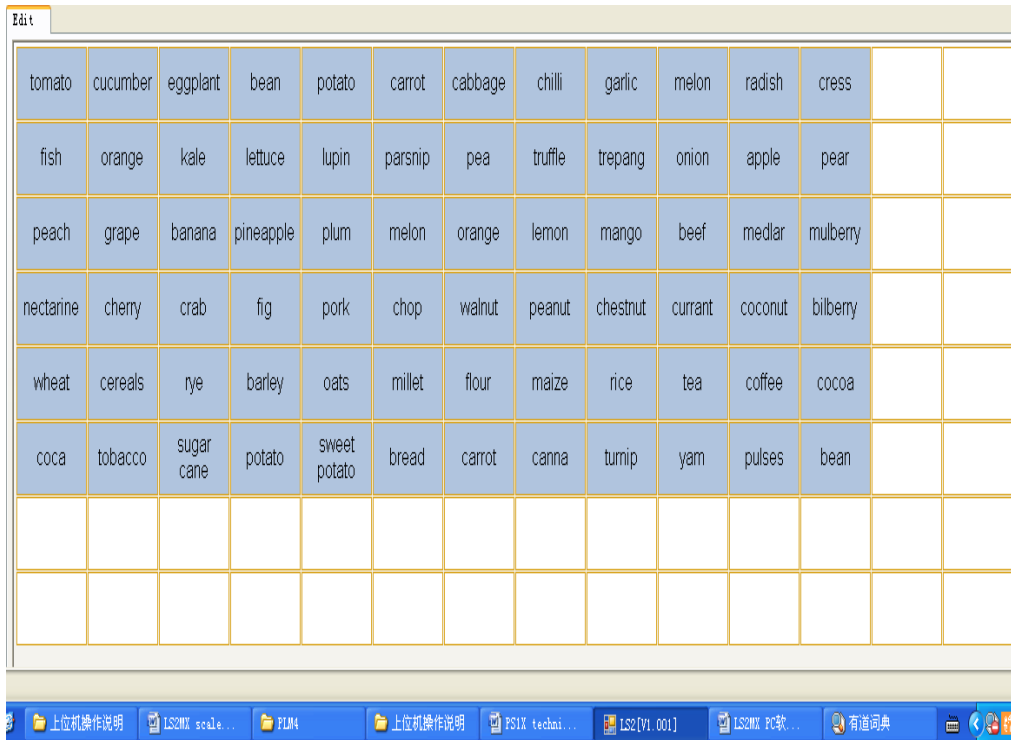 Edit
tomato cucumber eggplant bean potato carrot cabbage chilli garlic melon radish cress
fish orange kale lettuce lupin parsnip pea truffle trepang onion apple pear
peach grape banana pineapple plum melon orange lemon mango beef medlar mulberry
nectarine cherry crab fig pork chop walnut peanut chestnut currant coconut bilberry
wheat cereals rye barley oats millet flour maize rice tea coffee cocoa
coca tobacco sugar cane potato sweet potato bread carrot canna turnip yam pulses bean
上位机操作说明 LS2MX scale... PLM4 上位机操作说明 PS1X techni... LS2[V1.001] LS2MX PC软... 有道词典